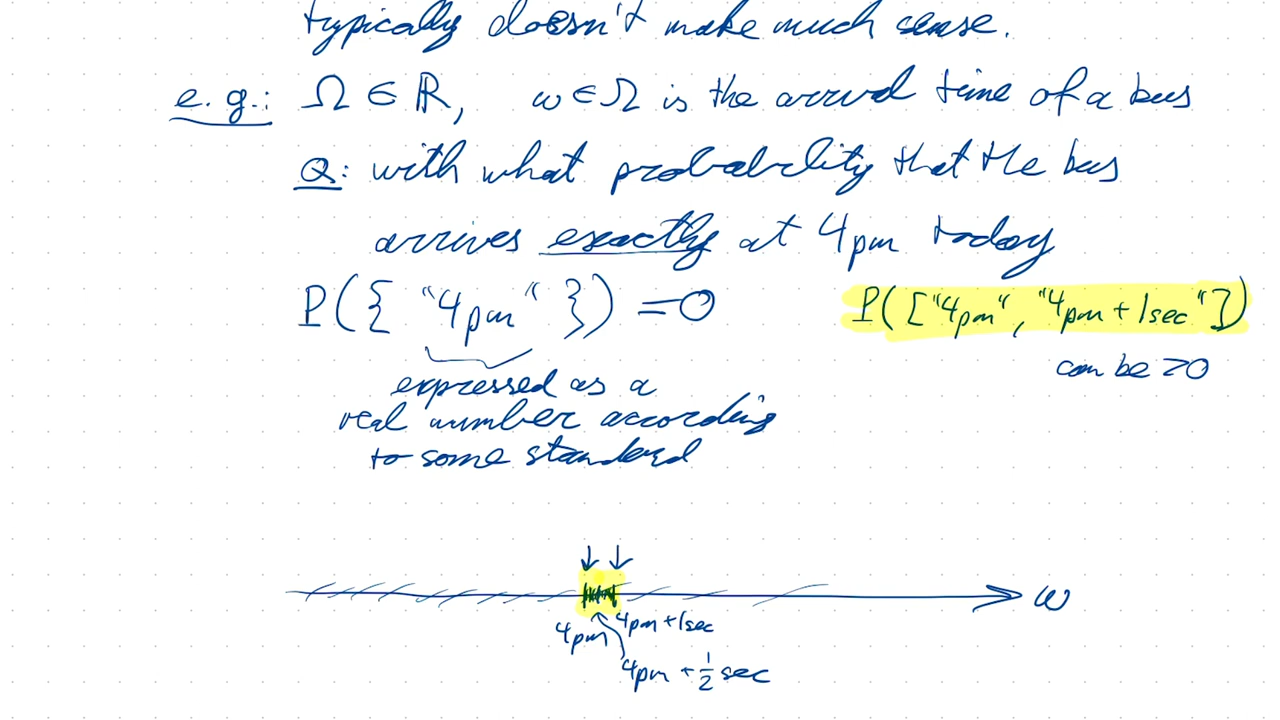 typically doesn't make much sense.
e.g.: Ω ∈ ℝ, ω ∈ Ω is the arrival time of a bus
Q: with what probability that the bus
arrives exactly at 4pm today
P({ "4pm" }) = 0
P(["4pm", "4pm + 1sec"])
can be > 0
expressed as a
real number according
to some standard
↓ ↓
ω
4pm
4pm + 1sec
4pm + 1/2 sec